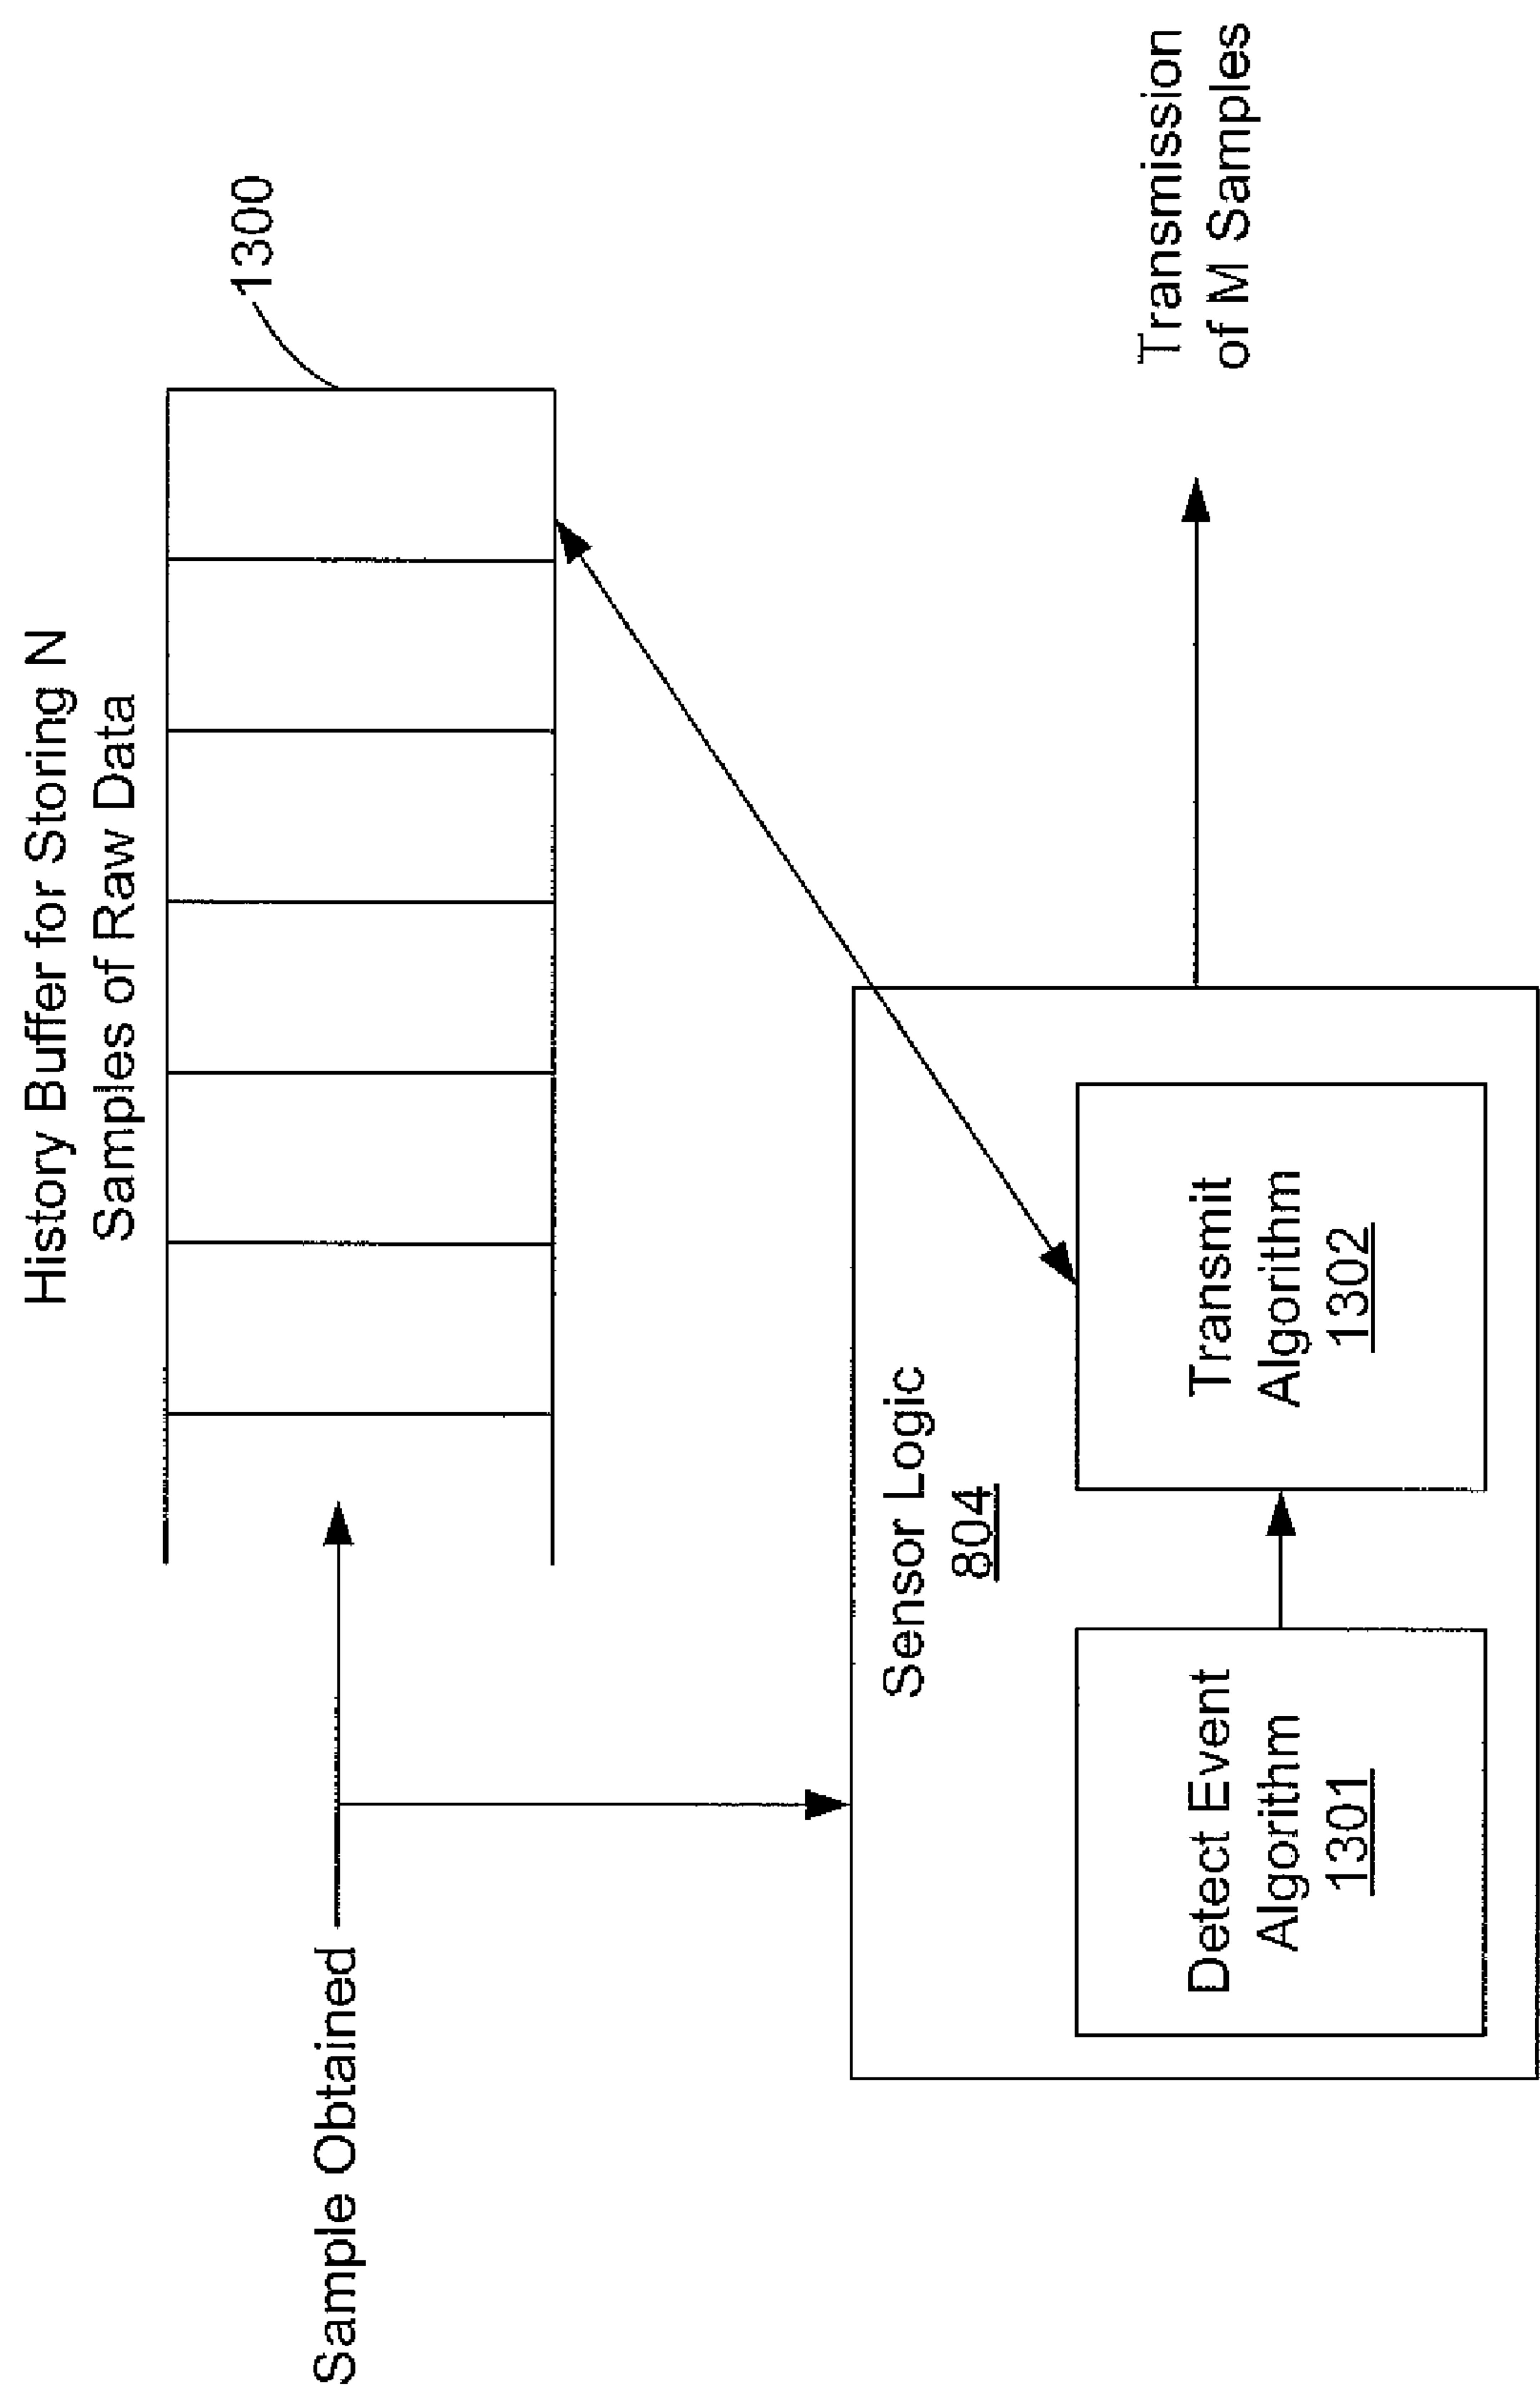 History Buffer for Storing N
Samples of Raw Data
1300
Sample Obtained
Sensor Logic
804
Detect Event
Algorithm
1301
Transmit
Algorithm
1302
Transmission
of M Samples